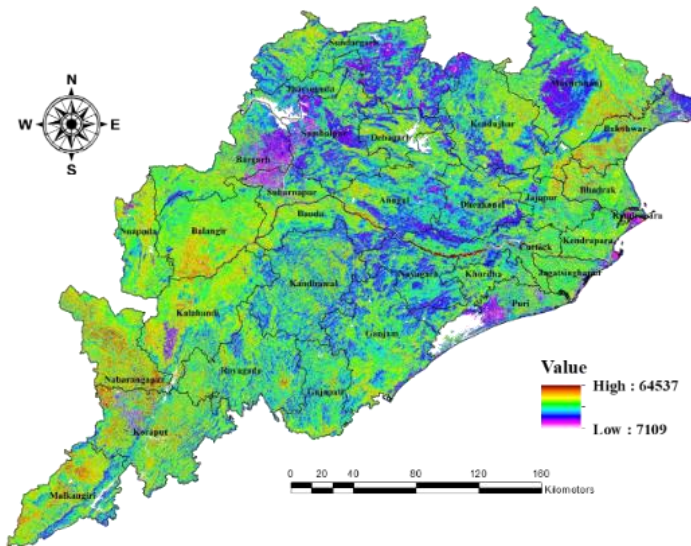 Sundargarh
N
W E
S
Jharsuguda
Mayurbhanj
Sambalpur
Debagarh
Kendujhar
Baleshwar
Bargarh
Subarnapur
Anugul
Dhenkanal
Jajapur
Bhadrak
Nuapada
Balangir
Bauda
Cuttack
Kendrapara
Nayagarh
Khordha
Jagatsinghapur
Kandhamal
Puri
Kalahandi
Ganjam
Rayagada
Gajapati
Nabarangapur
Koraput
Malkangiri
Value
High : 64537
Low : 7109
0 20 40 80 120 160
Kilometers